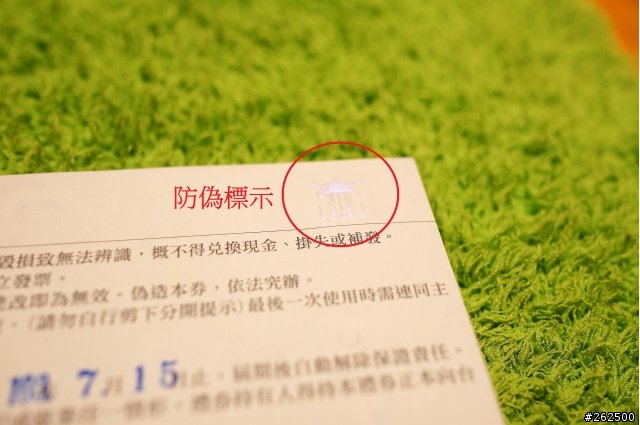 防偽標示
毀損致無法辨識，概不得兌換現金、掛失或補發。
立發票。
改即為無效。偽造本券，依法究辦。
（請勿自行剪下分開提示）最後一次使用時需連同主
7月15止，屆期後自動解除保證責任。
禮券持有人得持本禮券正本向台
#262500